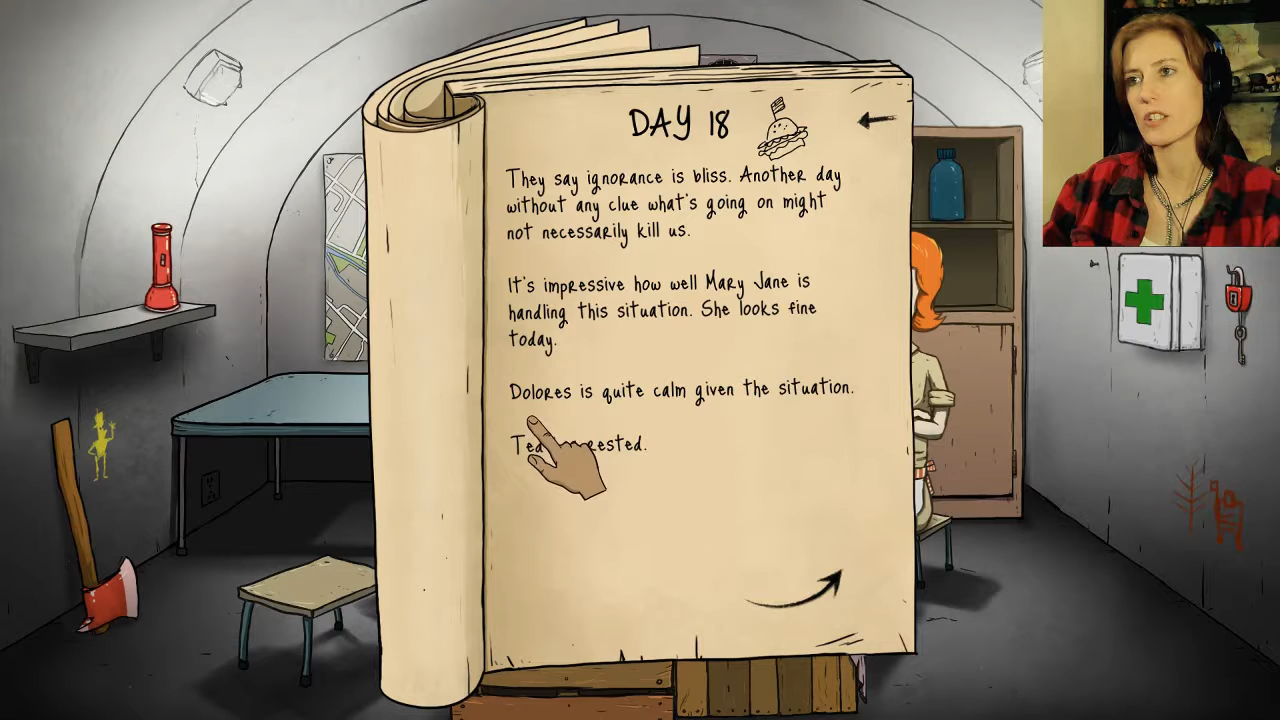 DAY 18
They say ignorance is bliss. Another day
without any clue what's going on might
not necessarily kill us.
It's impressive how well Mary Jane is
handling this situation. She looks fine
today.
Dolores is quite calm given the situation.
Ted rested.